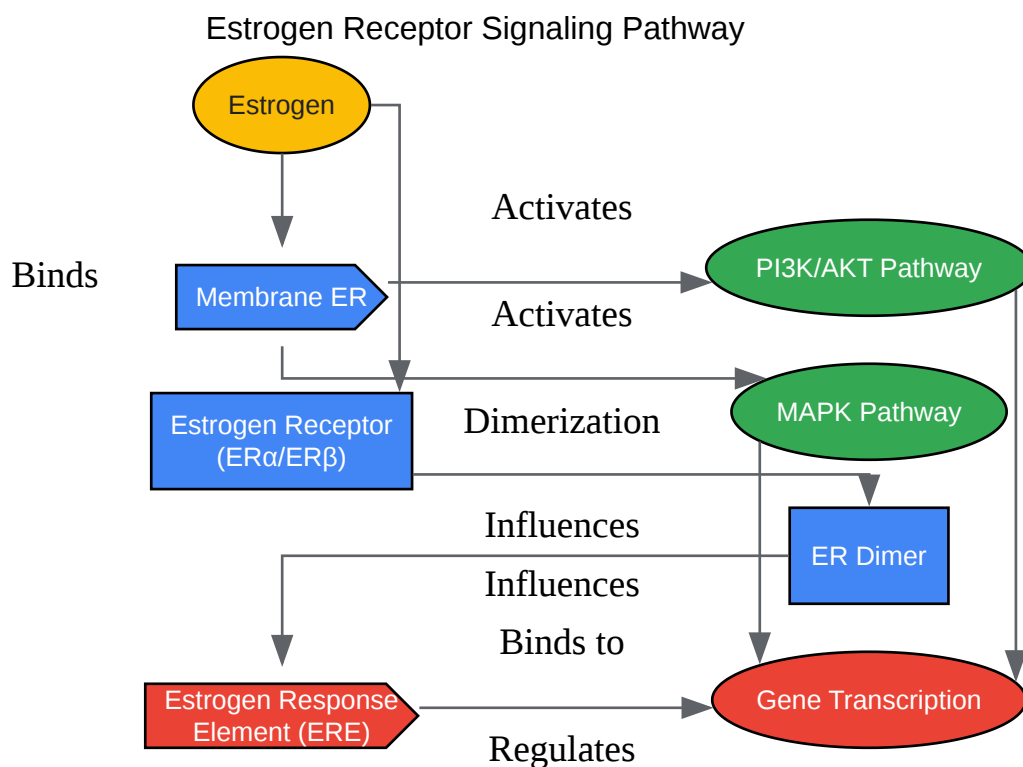 Estrogen Receptor Signaling Pathway
Estrogen
Activates
Binds
Membrane ER
PI3K/AKT Pathway
Activates
Estrogen Receptor
(ERα/ERβ)
Dimerization
MAPK Pathway
Influences
ER Dimer
Influences
Binds to
Estrogen Response
Element (ERE)
Gene Transcription
Regulates